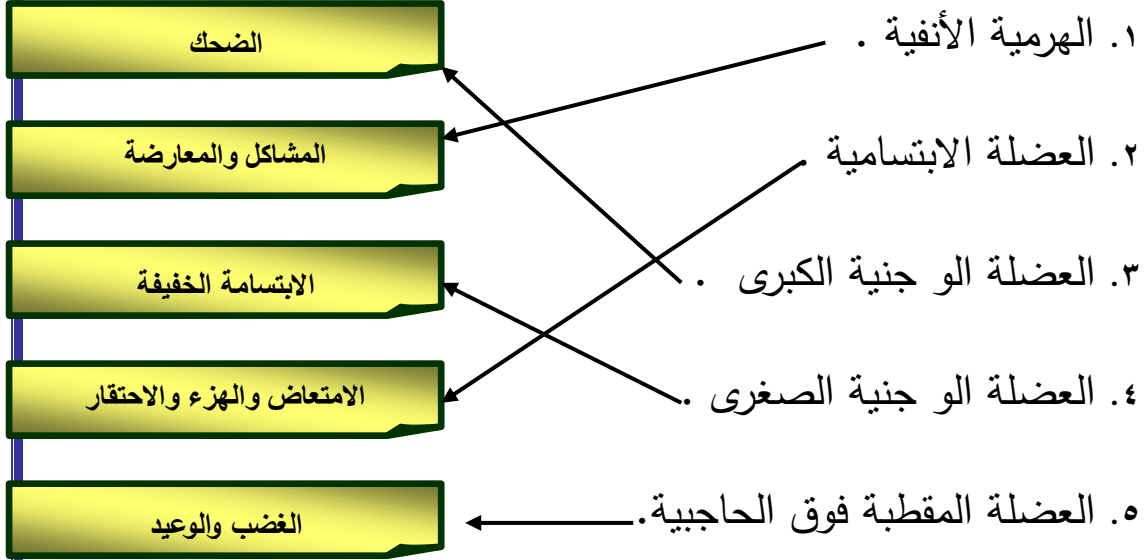 ١. الهرمية الأنفية .
الضحك
٢. العضلة الابتسامية .
المشاكل والمعارضة
٣. العضلة الو جنية الكبرى .
الابتسامة الخفيفة
٤. العضلة الو جنية الصغرى .
الامتعاض والهزء والاحتقار
٥. العضلة المقطبة فوق الحاجبية.
الغضب والوعيد